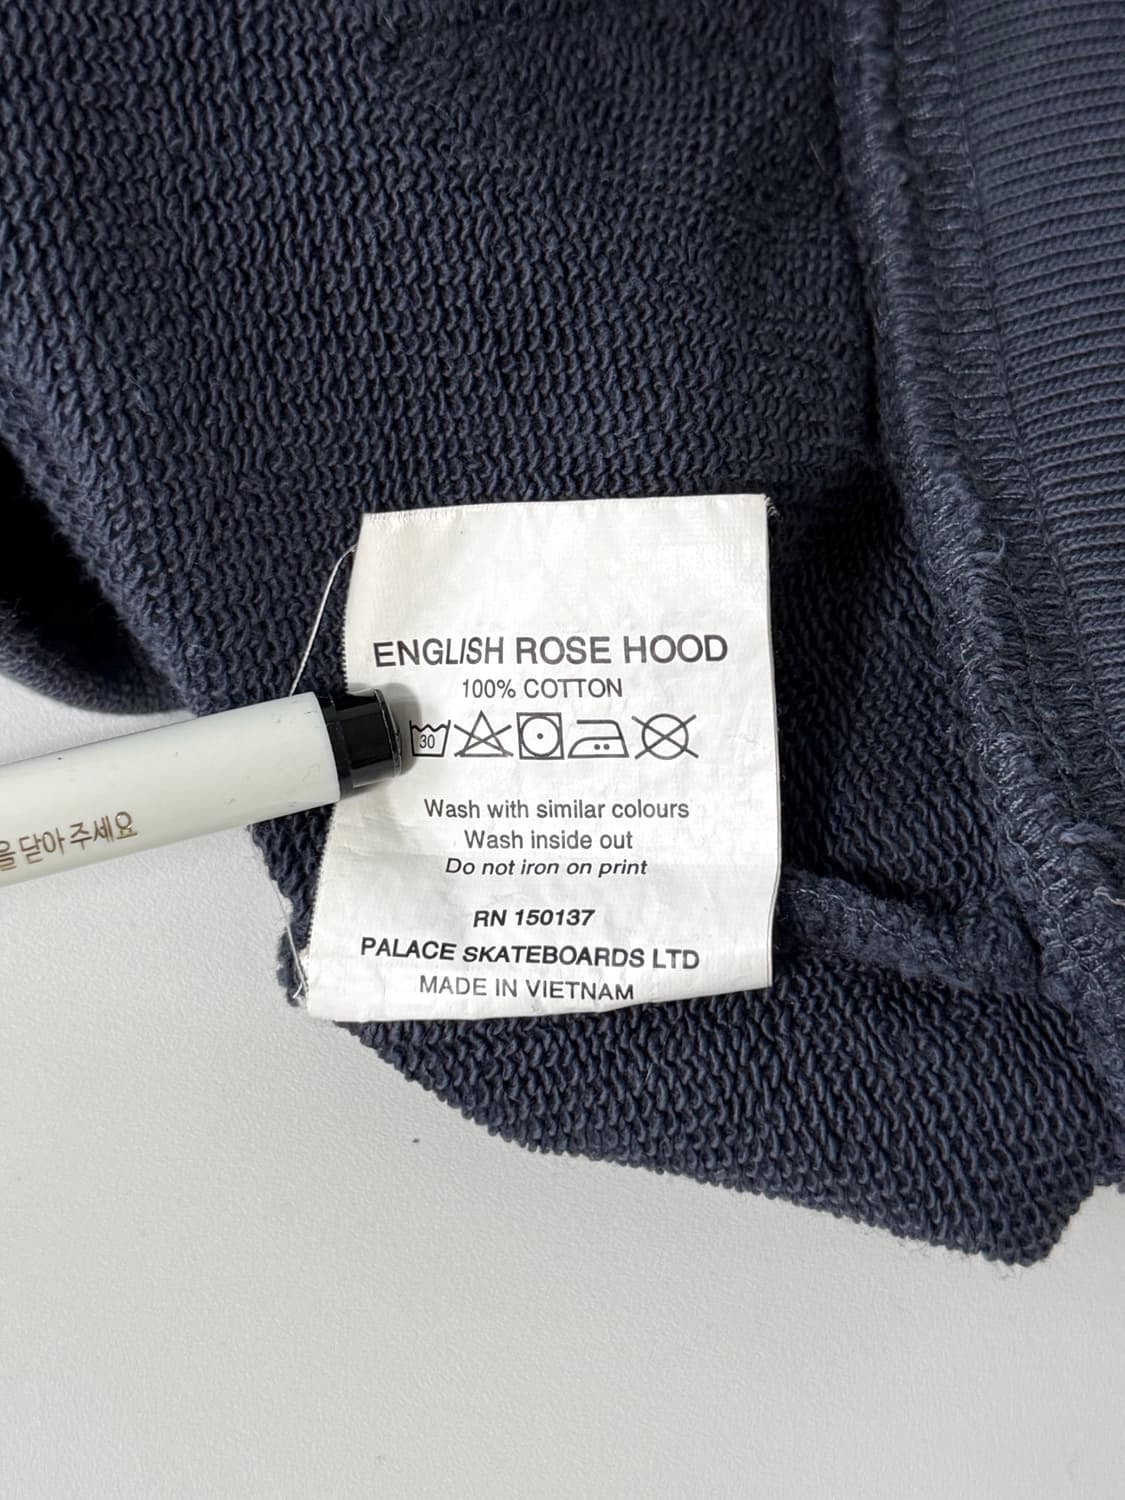 ENGLISH ROSE HOOD
100% COTTON
30
Wash with similar colours
Wash inside out
Do not iron on print
RN 150137
PALACE SKATEBOARDS LTD
MADE IN VIETNAM
을 닫아 주세요